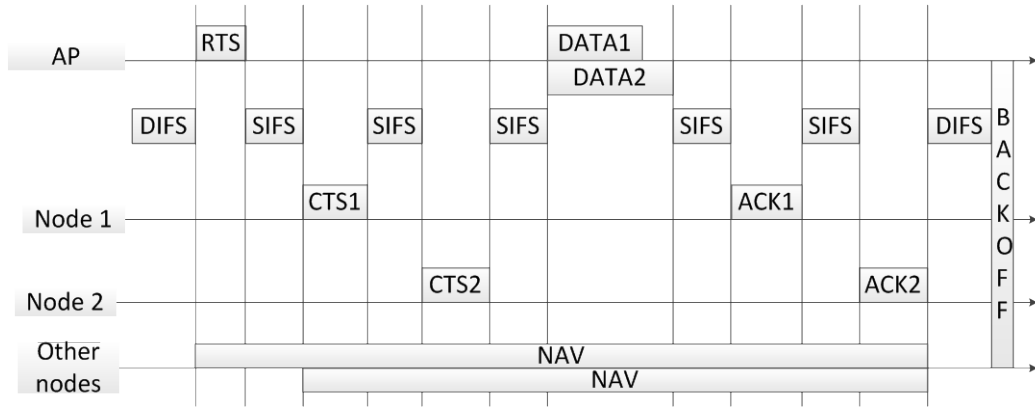 RTS
DATA1
AP
DATA2
DIFS
SIFS
SIFS
SIFS
SIFS
SIFS
DIFS
BACKOFF
CTS1
ACK1
Node 1
CTS2
ACK2
Node 2
Other
nodes
NAV
NAV